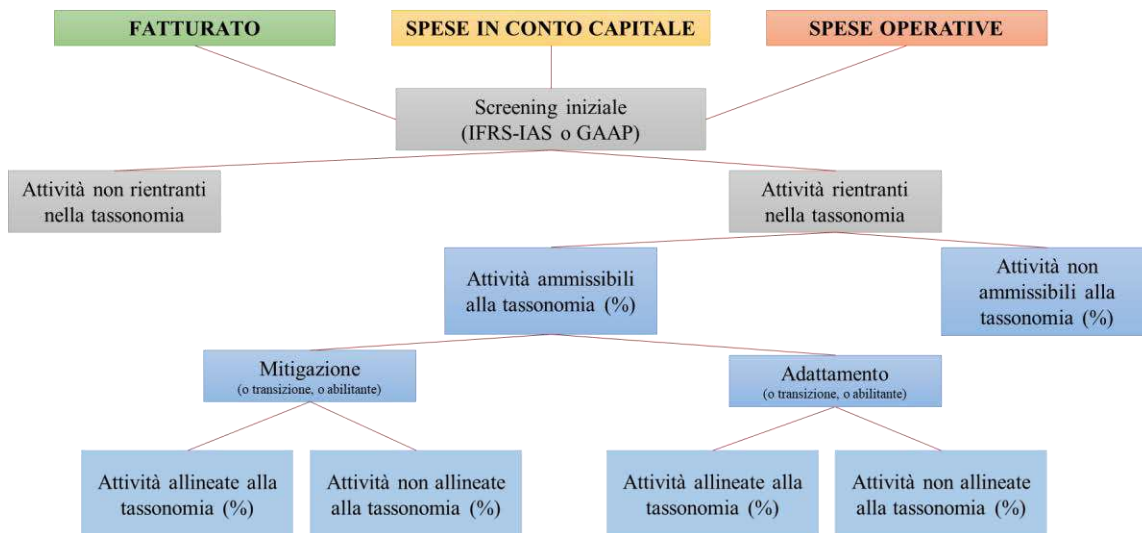 FATTURATO
SPESE IN CONTO CAPITALE
SPESE OPERATIVE
Screening iniziale
(IFRS-IAS o GAAP)
Attività non rientranti
nella tassonomia
Attività rientranti
nella tassonomia
Attività ammissibili
alla tassonomia (%)
Attività non
ammissibili alla
tassonomia (%)
Mitigazione
(o transizione, o abilitante)
Adattamento
(o transizione, o abilitante)
Attività allineate alla
tassonomia (%)
Attività non allineate
alla tassonomia (%)
Attività allineate alla
tassonomia (%)
Attività non allineate
alla tassonomia (%)